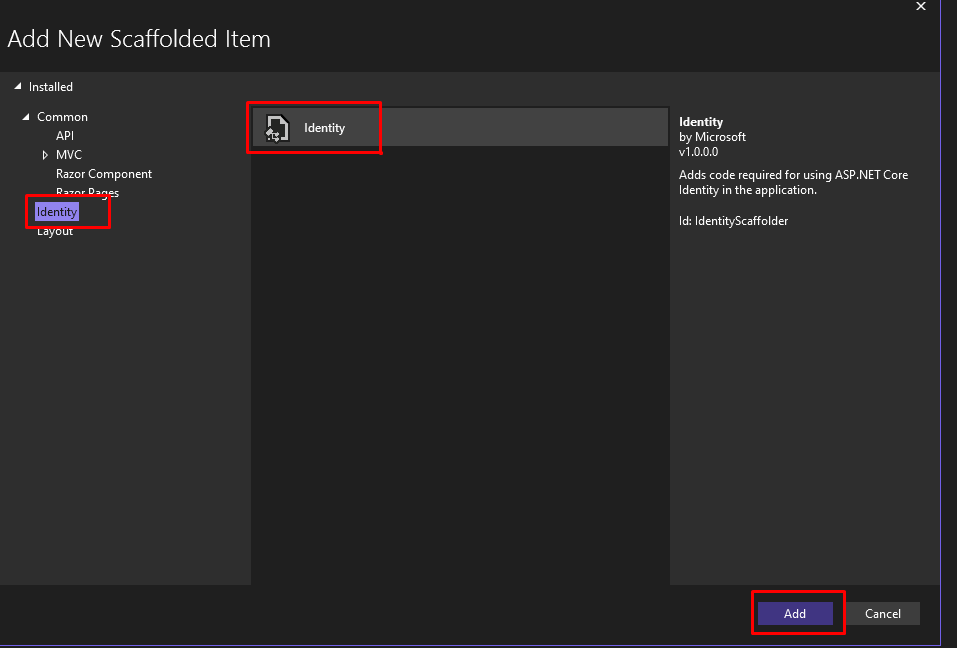 Add New Scaffolded Item
Installed
Common
API
MVC
Razor Component
Razor Pages
Identity
Layout
Identity
Identity
by Microsoft
v1.0.0.0
Adds code required for using ASP.NET Core
Identity in the application.
Id: IdentityScaffolder
Add
Cancel